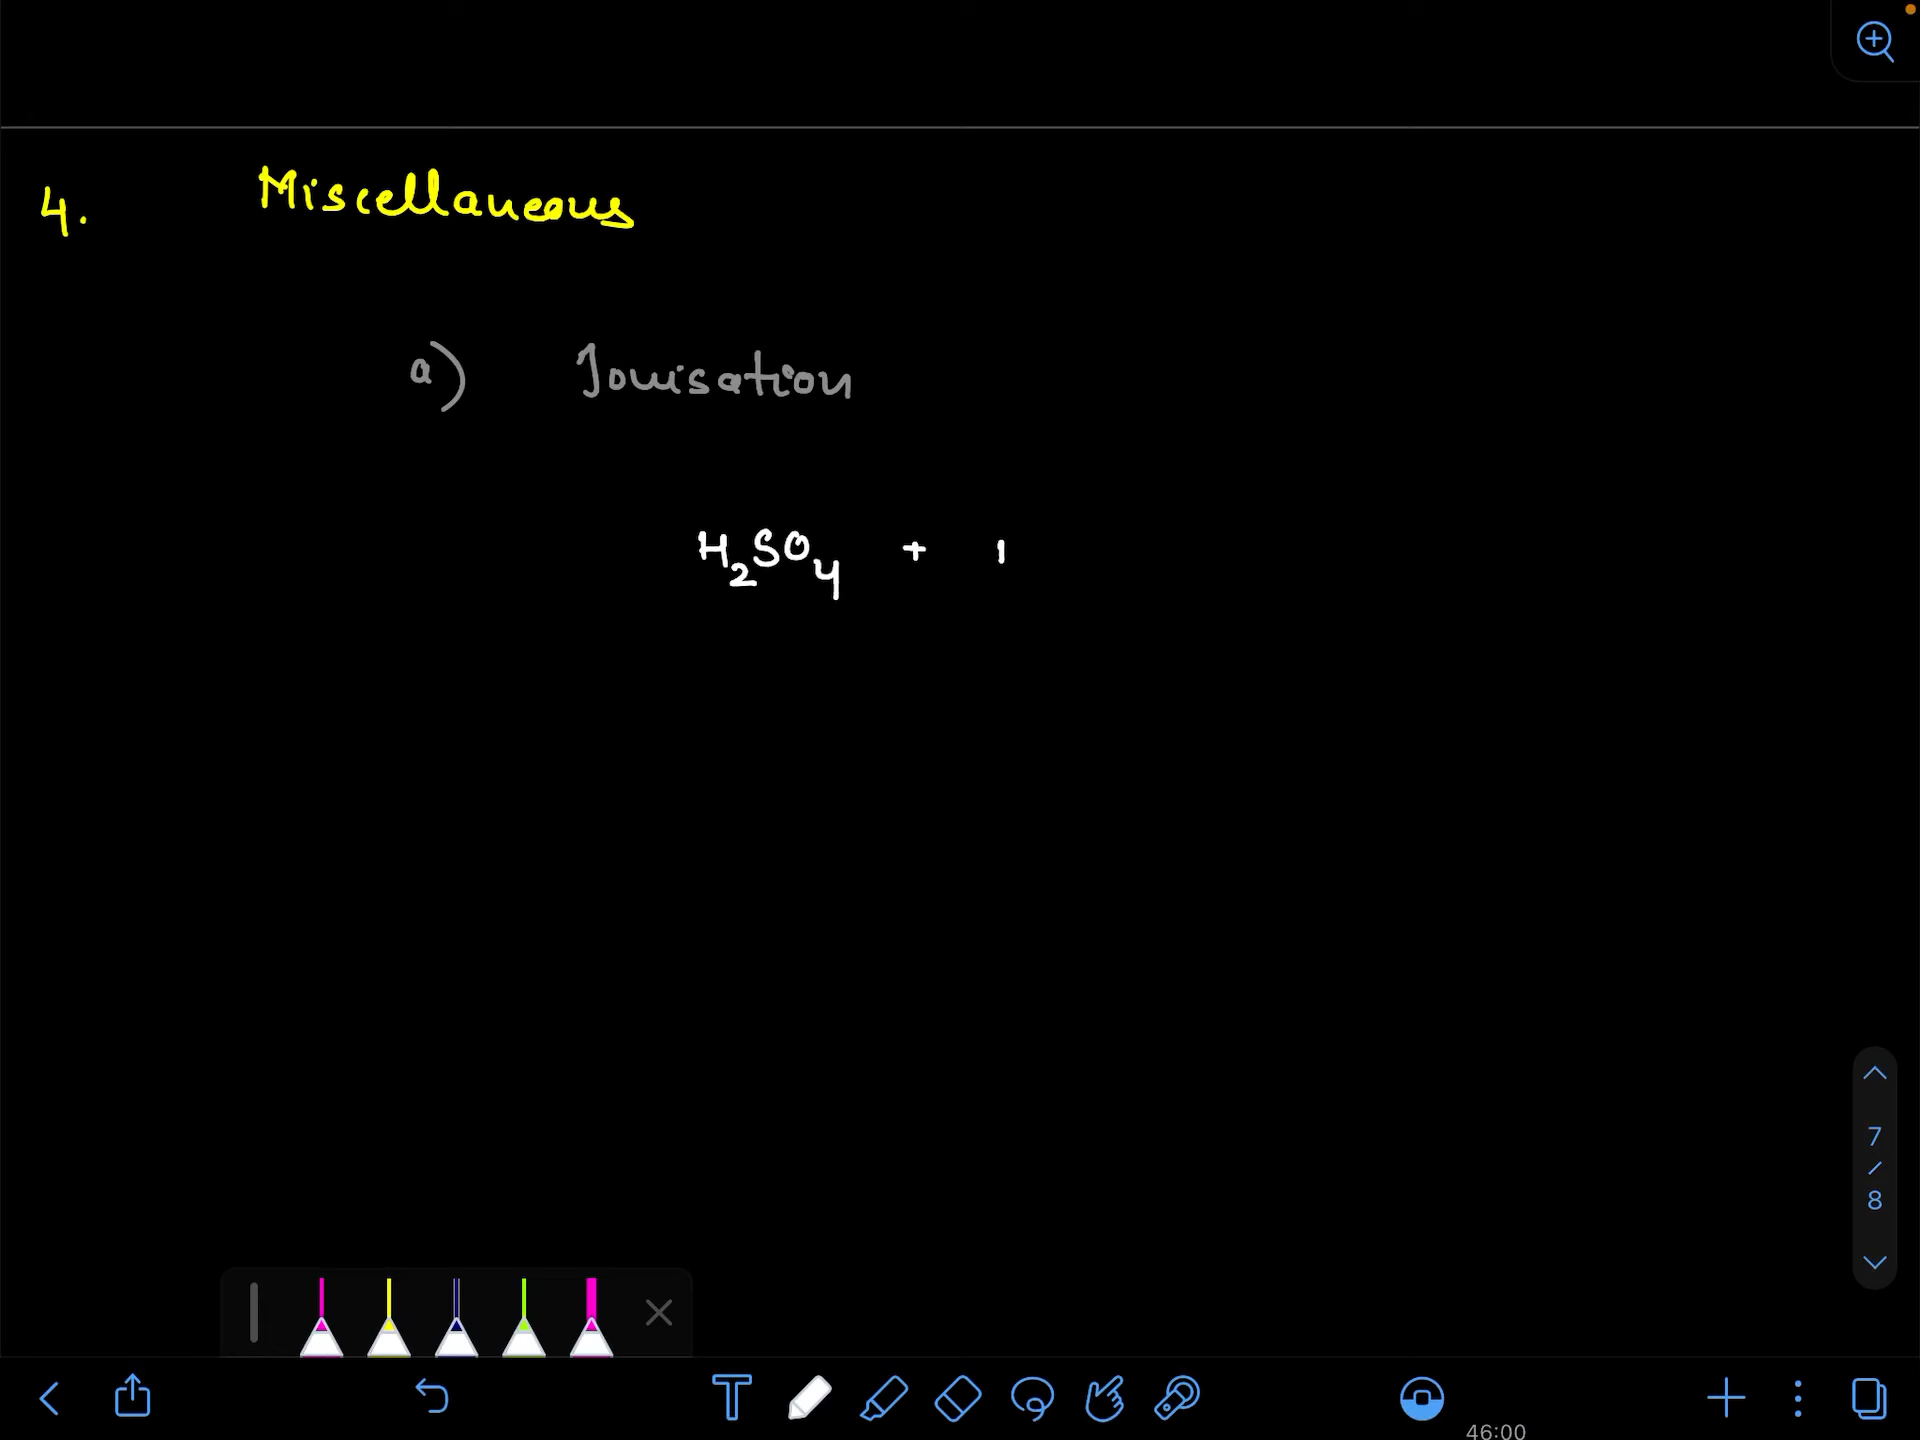 4. Miscellaneous
a) Ionisation
H₂SO₄ + I
7
/
8
46:00